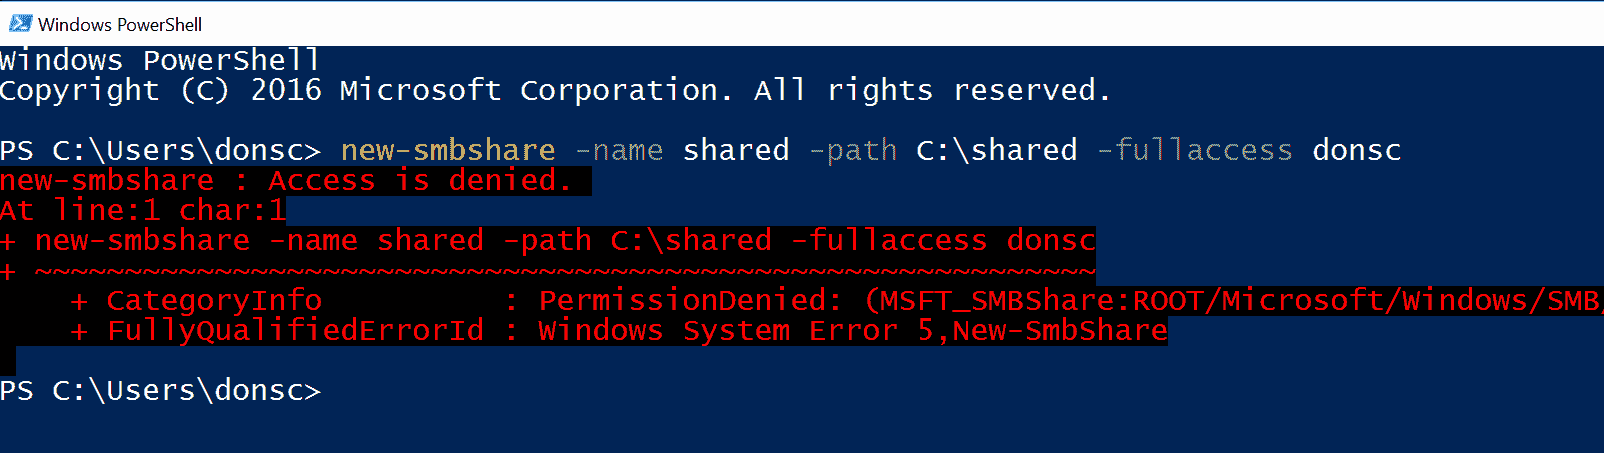 Windows PowerShell
Windows PowerShell
Copyright (C) 2016 Microsoft Corporation. All rights reserved.
PS C:\Users\donsc> new-smbshare -name shared -path C:\shared -fullaccess donsc
new-smbshare : Access is denied.
At line:1 char:1
+ new-smbshare -name shared -path C:\shared -fullaccess donsc
+ ~~~~~~~~~~~~~~~~~~~~~~~~~~~~~~~~~~~~~~~~~~~~~~~~~~~~~~~~~~~
+ CategoryInfo          : PermissionDenied: (MSFT_SMBShare:ROOT/Microsoft/Windows/SMB/
+ FullyQualifiedErrorId : Windows System Error 5,New-SmbShare
PS C:\Users\donsc>